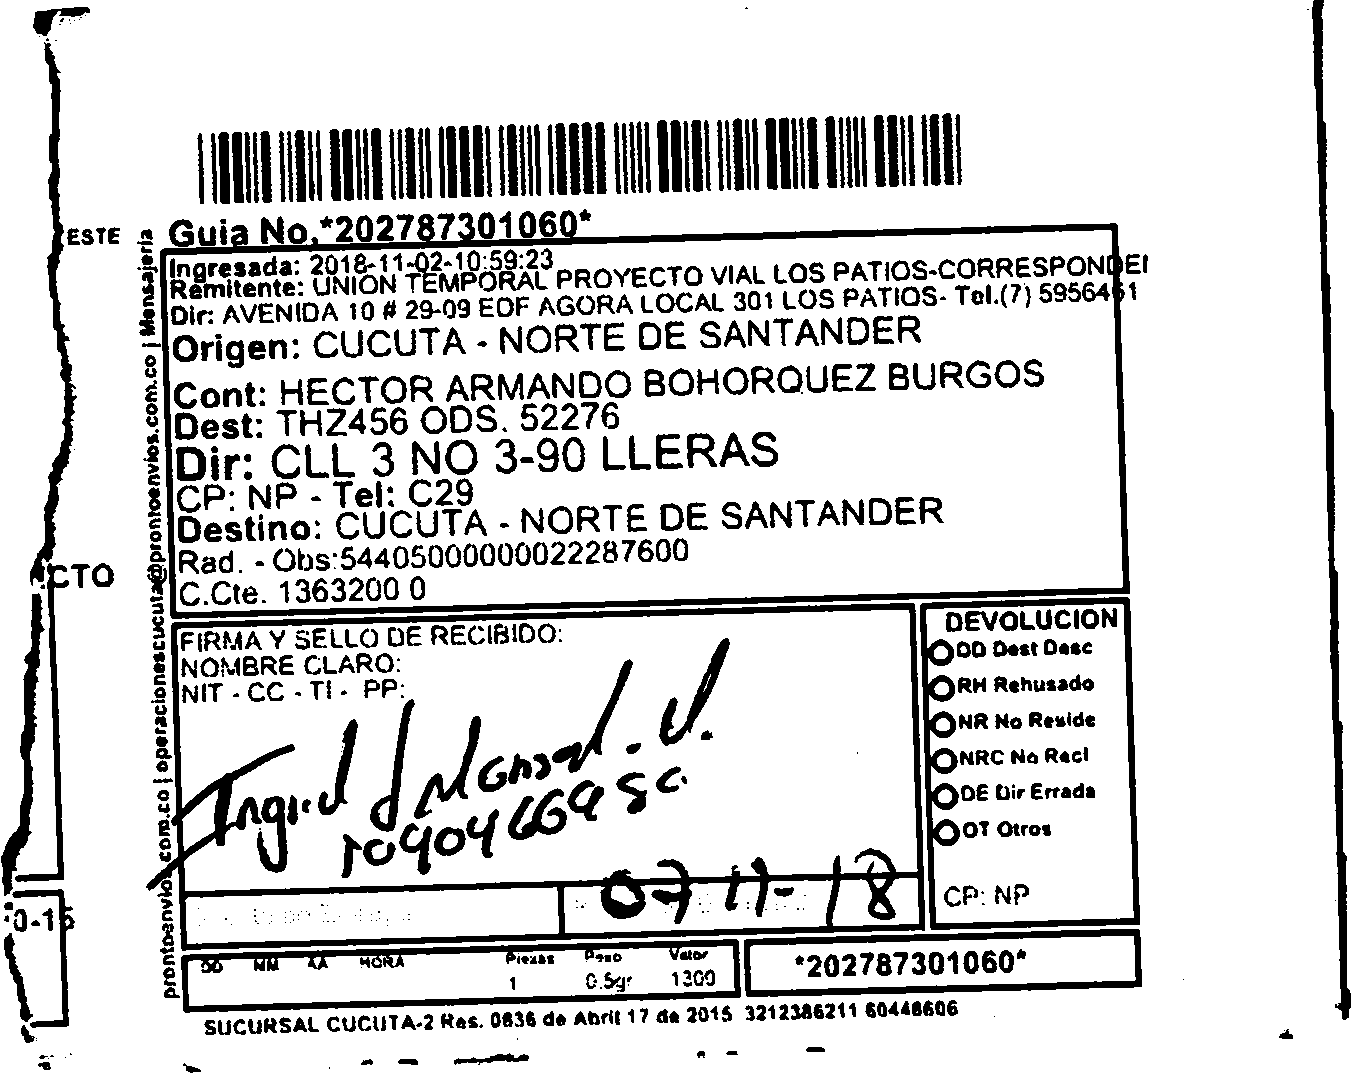 ESTE
Guia No.*202787301060*
Ingresada: 2018-11-02-10:59:23
Remitente: UNION TEMPORAL PROYECTO VIAL LOS PATIOS-CORRESPONDEI
Dir: AVENIDA 10 # 29-09 EDF AGORA LOCAL 301 LOS PATIOS- Tel.(7) 5956461
Origen: CUCUTA - NORTE DE SANTANDER
Cont: HECTOR ARMANDO BOHORQUEZ BURGOS
Dest: THZ456 ODS. 52276
Dir: CLL 3 NO 3-90 LLERAS
CP: NP - Tel: C29
Destino: CUCUTA - NORTE DE SANTANDER
Rad. - Obs:54405000000022287600
C.Cte. 1363200 0
CTO
prontoenvios.com.co | operacionescucuta@prontoenvios.com.co | Mensajeria
FIRMA Y SELLO DE RECIBIDO:
NOMBRE CLARO:
NIT - CC - TI - PP:
Ingrid
07 11-18
DEVOLUCION
DD Dest Desc
RH Rehusado
NR No Reside
NRC No Recl
DE Dir Errada
OT Otros
CP: NP
0-15
DD MM AA HORA
Piezas Peso Valor
1 0.5gr 1300
*202787301060*
SUCURSAL CUCUTA-2 Res. 0836 de Abril 17 de 2015 3212386211 60448606